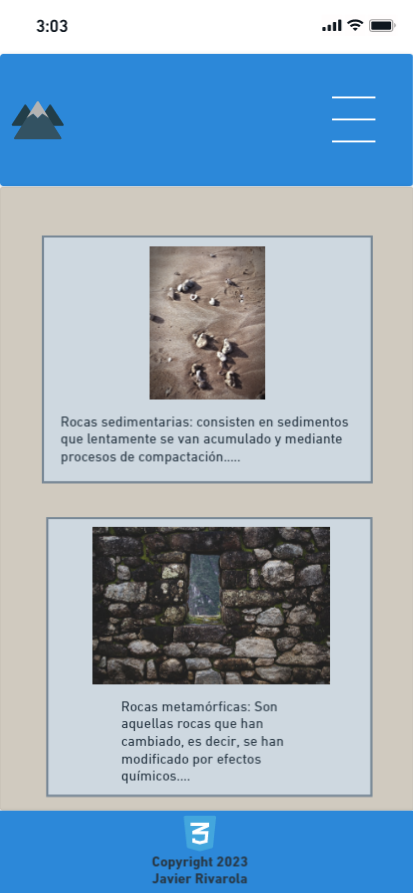 3:03
Rocas sedimentarias: consisten en sedimentos
que lentamente se van acumulado y mediante
procesos de compactación.....
Rocas metamórficas: Son
aquellas rocas que han
cambiado, es decir, se han
modificado por efectos
químicos....
Copyright 2023
Javier Rivarola